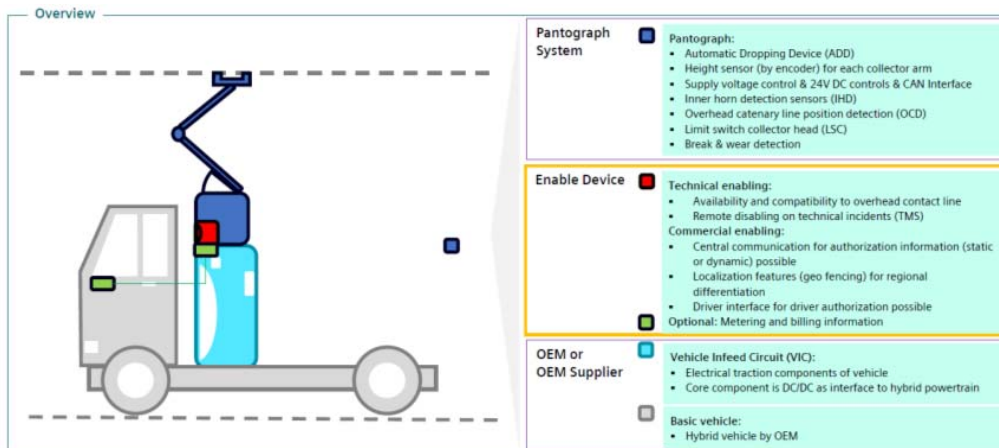 Overview
Pantograph
System
Pantograph:
▪ Automatic Dropping Device (ADD)
▪ Height sensor (by encoder) for each collector arm
▪ Supply voltage control & 24V DC controls & CAN Interface
▪ Inner horn detection sensors (IHD)
▪ Overhead catenary line position detection (OCD)
▪ Limit switch collector head (LSC)
▪ Break & wear detection
Enable Device
Technical enabling:
▪ Availability and compatibility to overhead contact line
▪ Remote disabling on technical incidents (TMS)
Commercial enabling:
▪ Central communication for authorization information (static
or dynamic) possible
▪ Localization features (geo fencing) for regional
differentiation
▪ Driver interface for driver authorization possible
Optional: Metering and billing information
OEM or
OEM Supplier
Vehicle Infeed Circuit (VIC):
▪ Electrical traction components of vehicle
▪ Core component is DC/DC as interface to hybrid powertrain
Basic vehicle:
▪ Hybrid vehicle by OEM